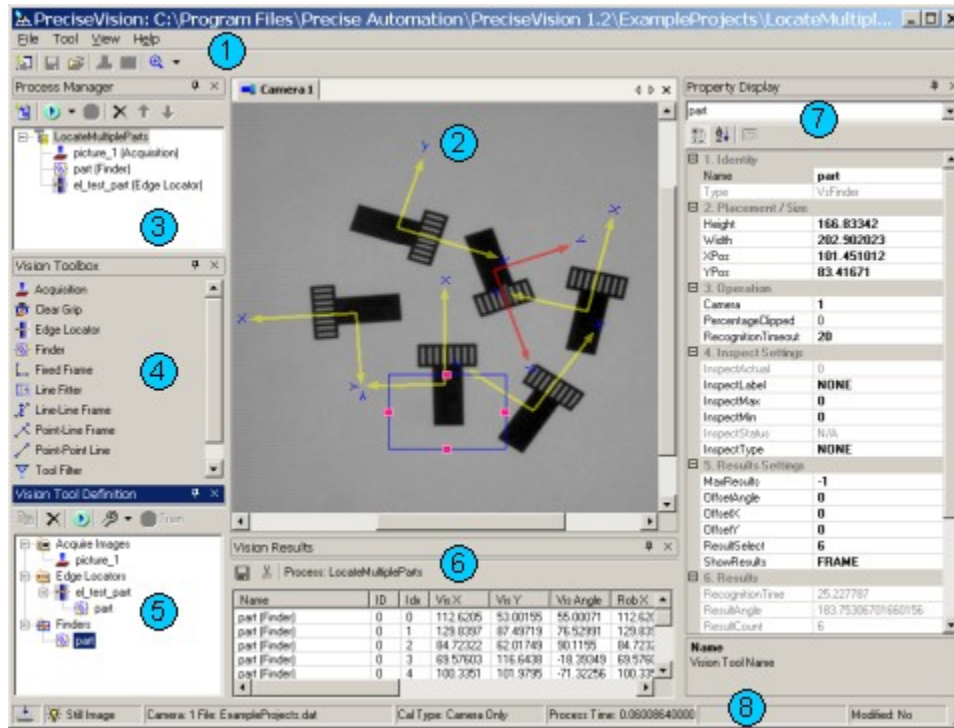 PreciseVision: C:\Program Files\Precise Automation\PreciseVision 1.2\ExampleProjects\LocateMultipl...
File Tool View Help
1
Process Manager
LocateMultipleParts
picture_1 (Acquisition)
part (Finder)
el_test_part (Edge Locator)
3
Vision Toolbox
Acquisition
Clear Grip
Edge Locator
Finder
Fixed Frame
Line Fitter
Line-Line Frame
Point-Line Frame
Point-Point Line
Tool Filter
4
Vision Tool Definition
Train
Acquire Images
picture_1
Edge Locators
el_test_part
part
Finders
part
5
Camera 1
2
Vision Results
Process: LocateMultipleParts
6
Name ID Idx Vis X Vis Y Vis Angle Rob X
part (Finder) 0 0 112.6205 53.00155 55.00071 112.620
part (Finder) 0 1 129.8397 87.49719 76.52991 129.839
part (Finder) 0 2 84.72322 62.01749 90.1155 84.7232
part (Finder) 0 3 69.57603 116.6438 -18.39349 69.5760
part (Finder) 0 4 100.3351 101.9795 -71.32256 100.335
Property Display
7
part
1. Identity
Name part
Type VzFinder
2. Placement / Size
Height 166.83342
Width 202.902023
XPos 101.451012
YPos 83.41671
3. Operation
Camera 1
PercentageClipped 0
RecognitionTimeout 20
4. Inspect Settings
InspectActual 0
InspectLabel NONE
InspectMax 0
InspectMin 0
InspectStatus N/A
InspectType NONE
5. Results Settings
MaxResults -1
OffsetAngle 0
OffsetX 0
OffsetY 0
ResultSelect 6
ShowResults FRAME
6. Results
RecognitionTime 25.227787
ResultAngle 183.75306701660156
ResultCount 6
Name
Vision Tool Name
Still Image Camera: 1 File: ExampleProjects.dat Cal Type: Camera Only Process Time: 0.06008640000 8 Modified: No